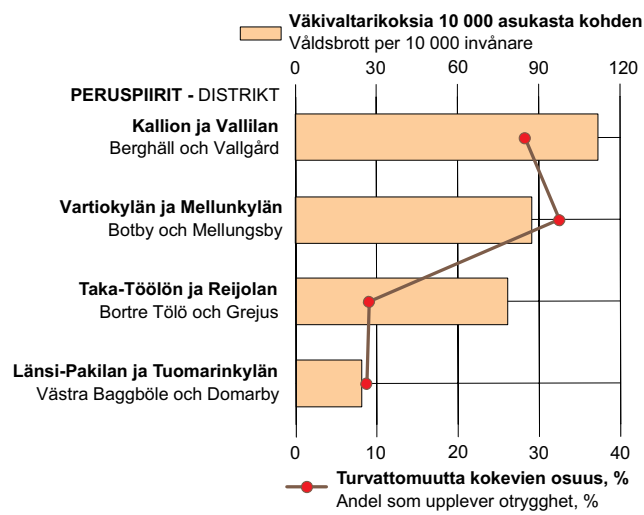 Väkivaltarikoksia 10 000 asukasta kohden
Våldsbrott per 10 000 invånare
0 30 60 90 120
PERUSPIIRIT - DISTRIKT
Kallion ja Vallilan
Berghäll och Vallgård
Vartiokylän ja Mellunkylän
Botby och Mellungsby
Taka-Töölön ja Reijolan
Bortre Tölö och Grejus
Länsi-Pakilan ja Tuomarinkylän
Västra Baggböle och Domarby
0 10 20 30 40
Turvattomuutta kokevien osuus, %
Andel som upplever otrygghet, %